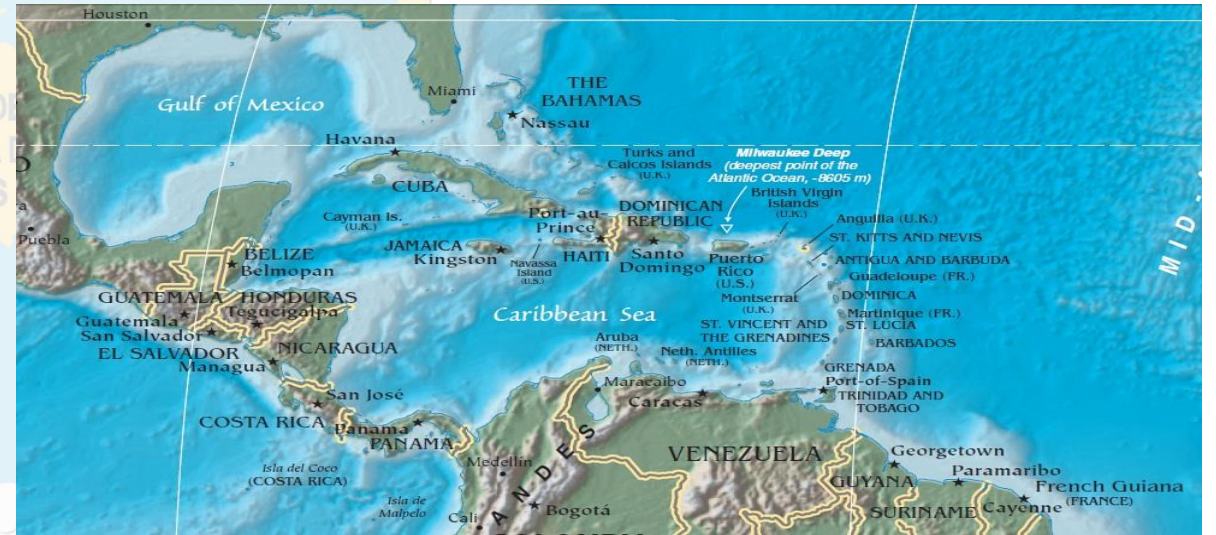 Houston
Gulf of Mexico
Miami
THE
BAHAMAS
Nassau
Havana
CUBA
Turks and
Caicos Islands
(U.K.)
Milwaukee Deep
(deepest point of the
Atlantic Ocean, -8605 m)
British Virgin
Islands
(U.K.)
Cayman Is.
(U.K.)
Port-au-
Prince
DOMINICAN
REPUBLIC
Anguilla (U.K.)
ST. KITTS AND NEVIS
Puebla
BELIZE
Belmopan
JAMAICA
Kingston
Navassa
Island
(U.S.)
HAITI
Santo
Domingo
Puerto
Rico
(U.S.)
ANTIGUA AND BARBUDA
Guadeloupe (FR.)
MID-
GUATEMALA
HONDURAS
Tegucigalpa
Guatemala
San Salvador
EL SALVADOR
Managua
NICARAGUA
Caribbean Sea
Montserrat
(U.K.)
DOMINICA
Martinique (FR.)
ST. LUCIA
ST. VINCENT AND
THE GRENADINES
BARBADOS
Aruba
(NETH.)
Neth. Antilles
(NETH.)
GRENADA
Port-of-Spain
TRINIDAD AND
TOBAGO
San José
COSTA RICA
Panama
PANAMA
Maracaibo
Caracas
VENEZUELA
Isla del Coco
(COSTA RICA)
Isla de
Malpelo
Medellín
ANDES
Bogotá
Cali
Georgetown
GUYANA
Paramaribo
SURINAME
French Guiana
(FRANCE)
Cayenne